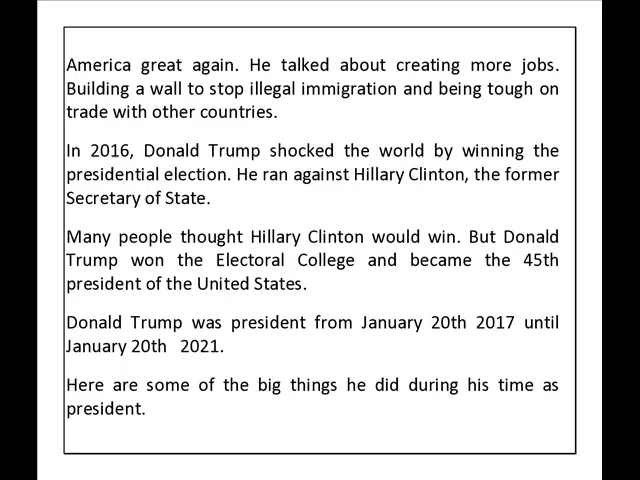 America great again. He talked about creating more jobs.
Building a wall to stop illegal immigration and being tough on
trade with other countries.
In 2016, Donald Trump shocked the world by winning the
presidential election. He ran against Hillary Clinton, the former
Secretary of State.
Many people thought Hillary Clinton would win. But Donald
Trump won the Electoral College and became the 45th
president of the United States.
Donald Trump was president from January 20th 2017 until
January 20th 2021.
Here are some of the big things he did during his time as
president.